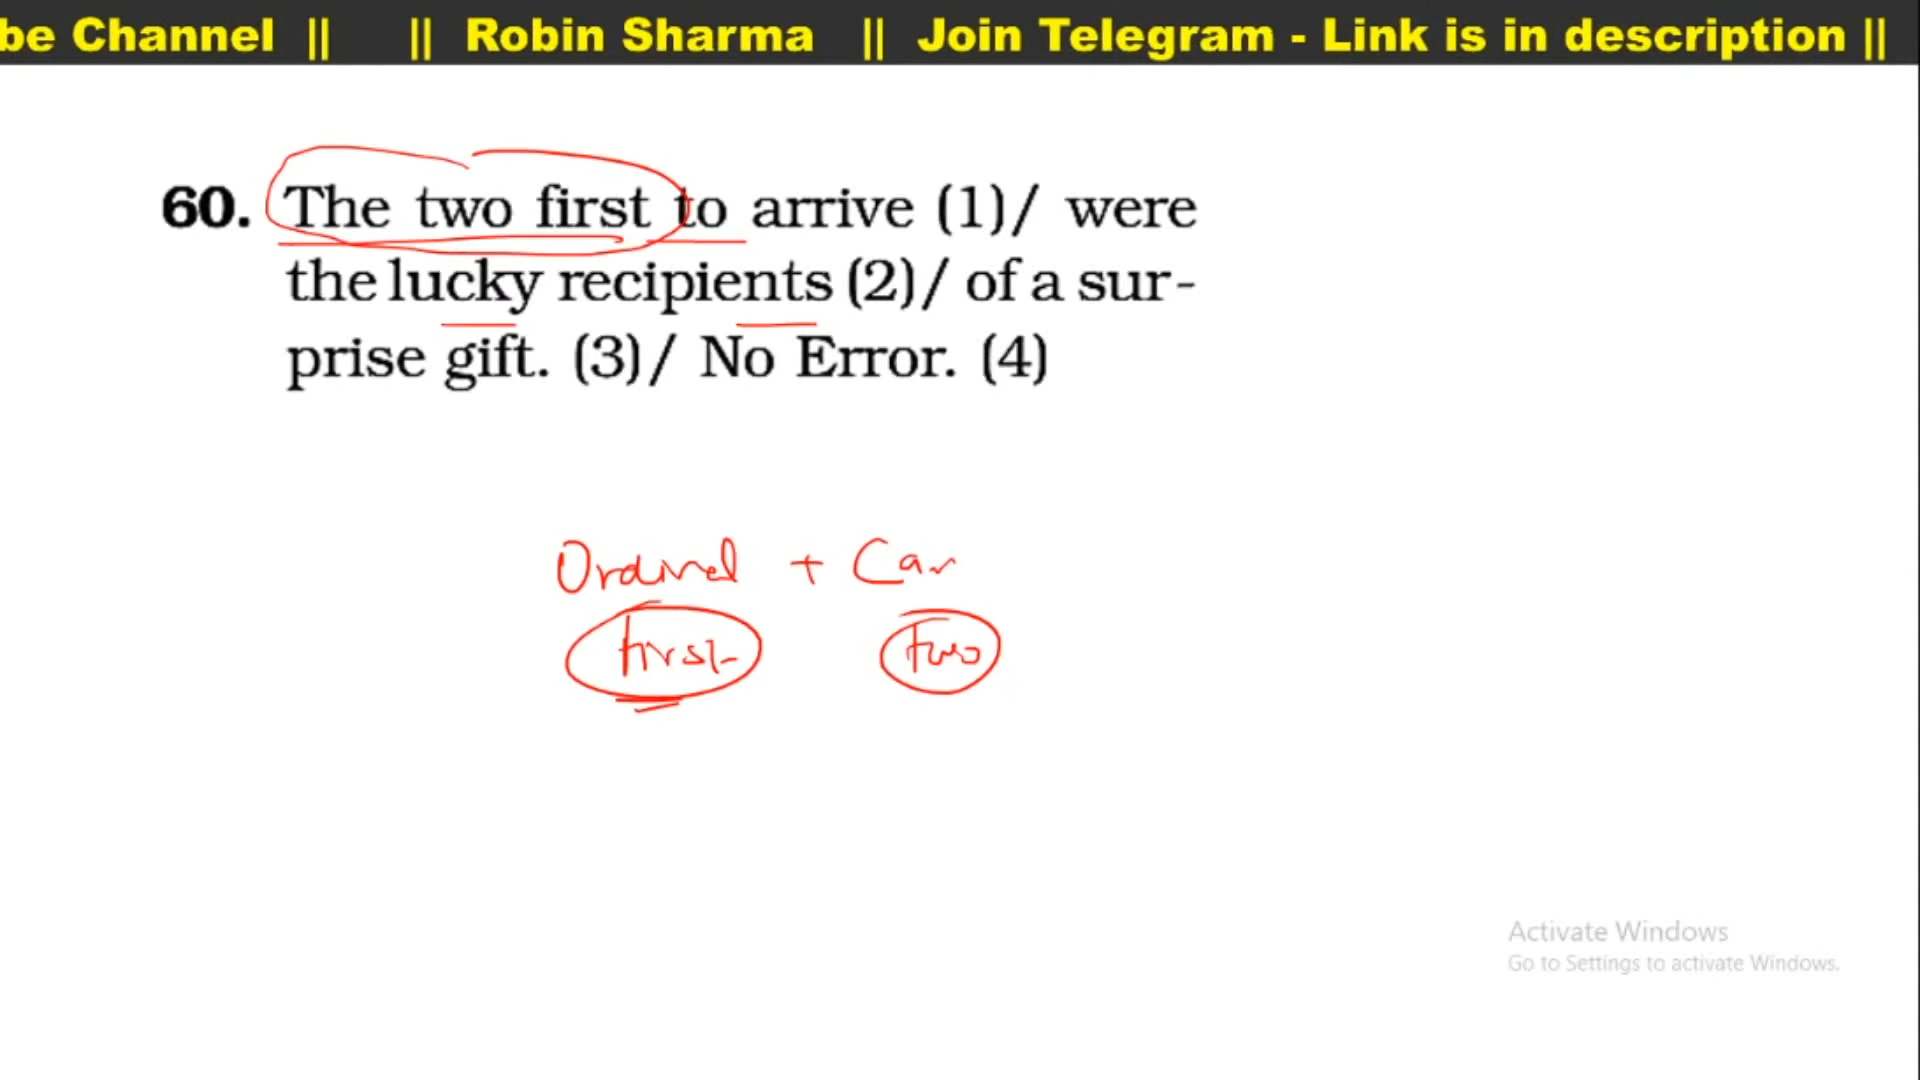 be Channel || || Robin Sharma || Join Telegram - Link is in description ||
60. The two first to arrive (1)/ were
the lucky recipients (2)/ of a sur-
prise gift. (3)/ No Error. (4)
Ordinal + Car
first two
Activate Windows
Go to Settings to activate Windows.